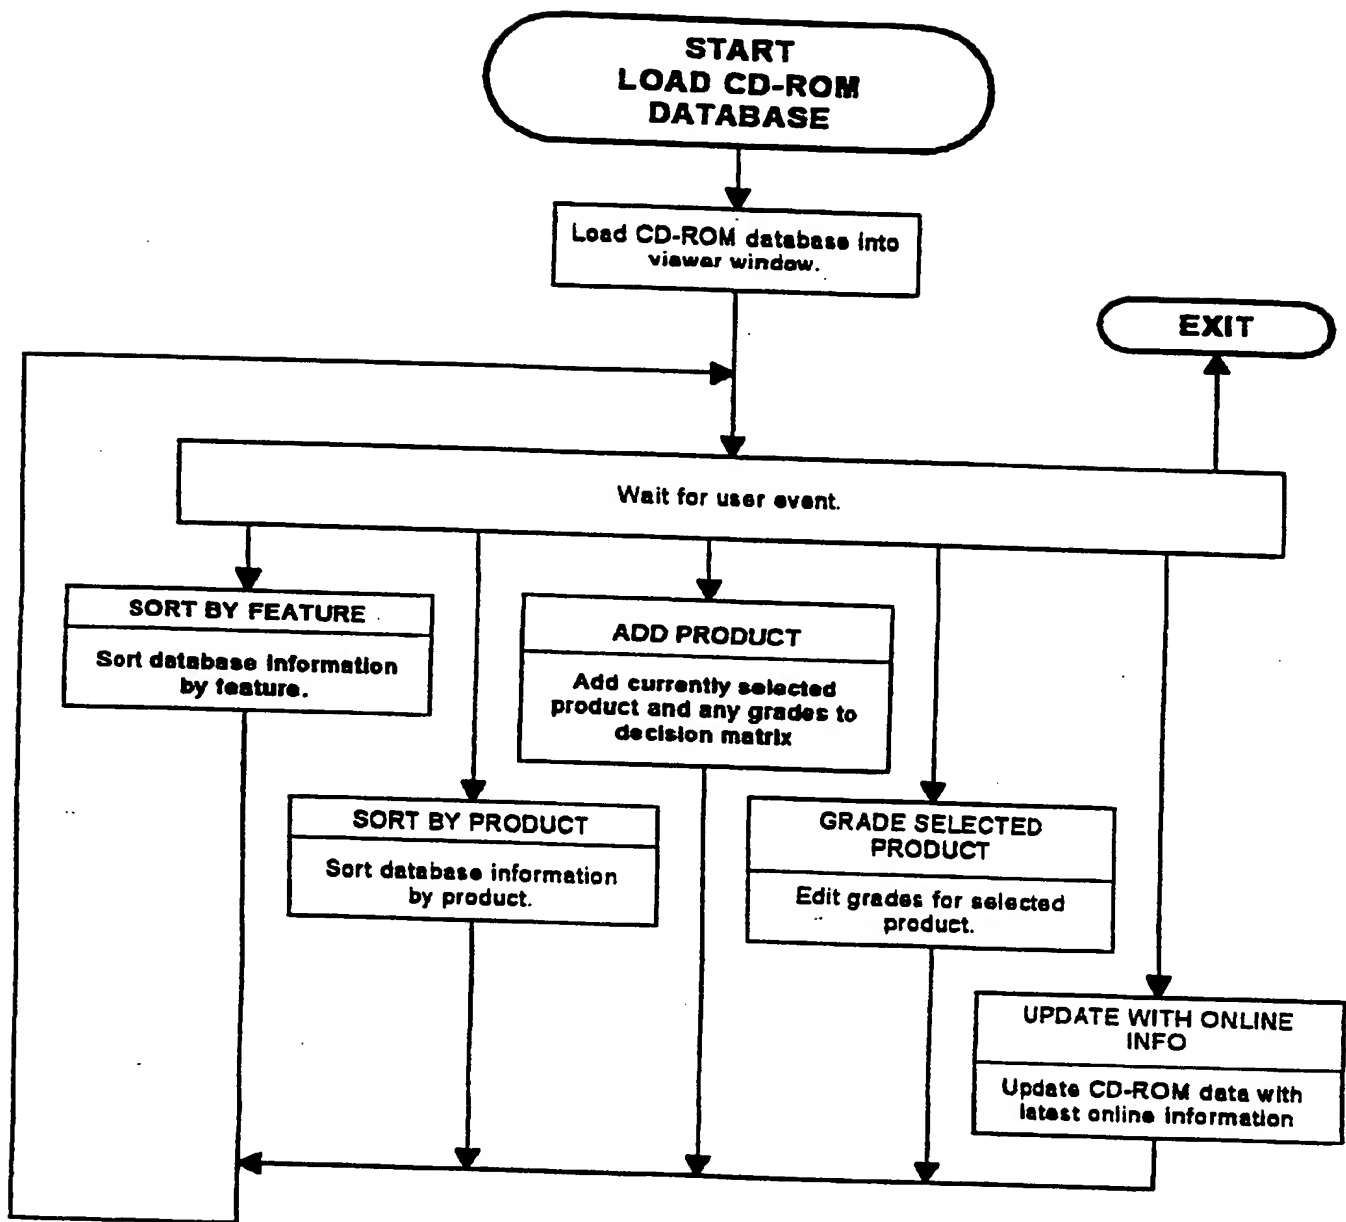 START
LOAD CD-ROM
DATABASE
Load CD-ROM database into
viewer window.
EXIT
Wait for user event.
SORT BY FEATURE
Sort database information
by feature.
ADD PRODUCT
Add currently selected
product and any grades to
decision matrix
SORT BY PRODUCT
Sort database information
by product.
GRADE SELECTED
PRODUCT
Edit grades for selected
product.
UPDATE WITH ONLINE
INFO
Update CD-ROM data with
latest online information